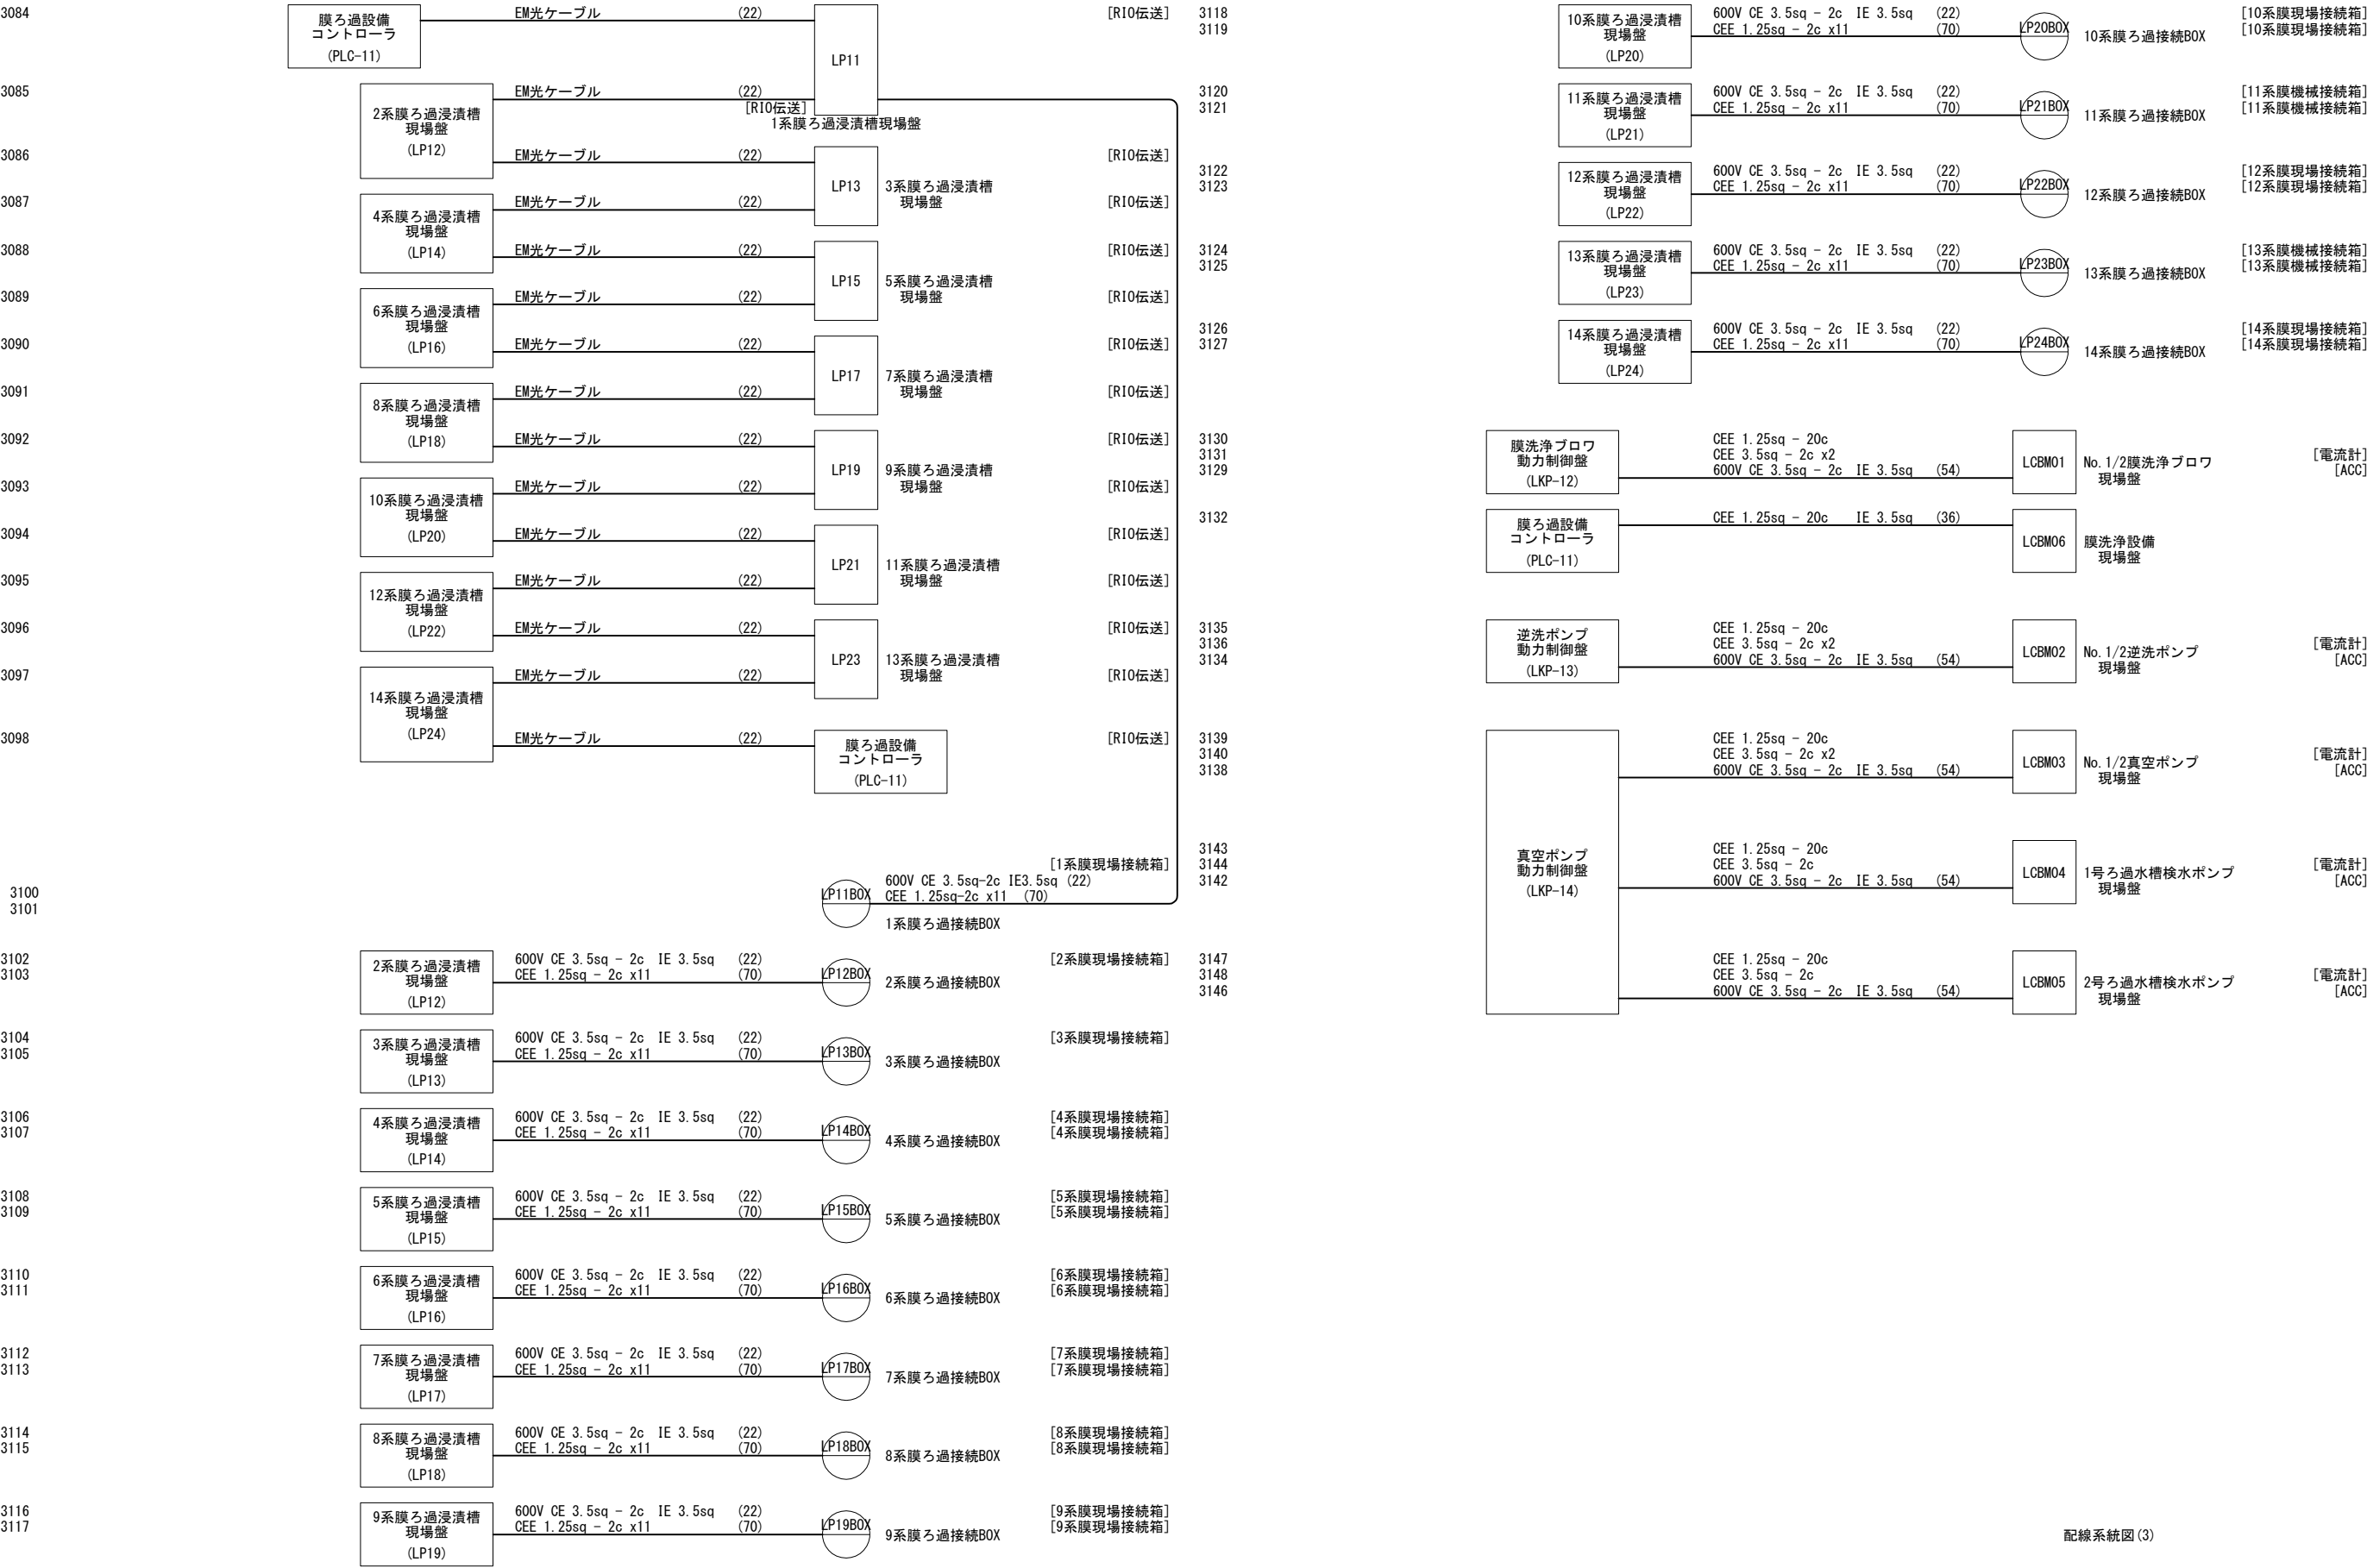 3084
膜ろ過設備
コントローラ
(PLC-11)
EM光ケーブル (22)
LP11
[RIO伝送]
3085
2系膜ろ過浸漬槽
現場盤
(LP12)
EM光ケーブル (22)
[RIO伝送]
1系膜ろ過浸漬槽現場盤
3086
EM光ケーブル (22)
LP13
3系膜ろ過浸漬槽
現場盤
[RIO伝送]
3087
4系膜ろ過浸漬槽
現場盤
(LP14)
EM光ケーブル (22)
[RIO伝送]
3088
EM光ケーブル (22)
LP15
5系膜ろ過浸漬槽
現場盤
[RIO伝送]
3089
6系膜ろ過浸漬槽
現場盤
(LP16)
EM光ケーブル (22)
[RIO伝送]
3090
EM光ケーブル (22)
LP17
7系膜ろ過浸漬槽
現場盤
[RIO伝送]
3091
8系膜ろ過浸漬槽
現場盤
(LP18)
EM光ケーブル (22)
[RIO伝送]
3092
EM光ケーブル (22)
LP19
9系膜ろ過浸漬槽
現場盤
[RIO伝送]
3093
10系膜ろ過浸漬槽
現場盤
(LP20)
EM光ケーブル (22)
[RIO伝送]
3094
EM光ケーブル (22)
LP21
11系膜ろ過浸漬槽
現場盤
[RIO伝送]
3095
12系膜ろ過浸漬槽
現場盤
(LP22)
EM光ケーブル (22)
[RIO伝送]
3096
EM光ケーブル (22)
LP23
13系膜ろ過浸漬槽
現場盤
[RIO伝送]
3097
14系膜ろ過浸漬槽
現場盤
(LP24)
EM光ケーブル (22)
[RIO伝送]
3098
EM光ケーブル (22)
膜ろ過設備
コントローラ
(PLC-11)
[RIO伝送]
[1系膜現場接続箱]
3100
3101
LP11BOX
600V CE 3.5sq-2c IE3.5sq (22)
CEE 1.25sq-2c x11 (70)
1系膜ろ過接続BOX
3102
3103
2系膜ろ過浸漬槽
現場盤
(LP12)
600V CE 3.5sq - 2c IE 3.5sq (22)
CEE 1.25sq - 2c x11 (70)
LP12BOX
2系膜ろ過接続BOX
[2系膜現場接続箱]
3104
3105
3系膜ろ過浸漬槽
現場盤
(LP13)
600V CE 3.5sq - 2c IE 3.5sq (22)
CEE 1.25sq - 2c x11 (70)
LP13BOX
3系膜ろ過接続BOX
[3系膜現場接続箱]
3106
3107
4系膜ろ過浸漬槽
現場盤
(LP14)
600V CE 3.5sq - 2c IE 3.5sq (22)
CEE 1.25sq - 2c x11 (70)
LP14BOX
4系膜ろ過接続BOX
[4系膜現場接続箱]
[4系膜現場接続箱]
3108
3109
5系膜ろ過浸漬槽
現場盤
(LP15)
600V CE 3.5sq - 2c IE 3.5sq (22)
CEE 1.25sq - 2c x11 (70)
LP15BOX
5系膜ろ過接続BOX
[5系膜現場接続箱]
[5系膜現場接続箱]
3110
3111
6系膜ろ過浸漬槽
現場盤
(LP16)
600V CE 3.5sq - 2c IE 3.5sq (22)
CEE 1.25sq - 2c x11 (70)
LP16BOX
6系膜ろ過接続BOX
[6系膜現場接続箱]
[6系膜現場接続箱]
3112
3113
7系膜ろ過浸漬槽
現場盤
(LP17)
600V CE 3.5sq - 2c IE 3.5sq (22)
CEE 1.25sq - 2c x11 (70)
LP17BOX
7系膜ろ過接続BOX
[7系膜現場接続箱]
[7系膜現場接続箱]
3114
3115
8系膜ろ過浸漬槽
現場盤
(LP18)
600V CE 3.5sq - 2c IE 3.5sq (22)
CEE 1.25sq - 2c x11 (70)
LP18BOX
8系膜ろ過接続BOX
[8系膜現場接続箱]
[8系膜現場接続箱]
3116
3117
9系膜ろ過浸漬槽
現場盤
(LP19)
600V CE 3.5sq - 2c IE 3.5sq (22)
CEE 1.25sq - 2c x11 (70)
LP19BOX
9系膜ろ過接続BOX
[9系膜現場接続箱]
[9系膜現場接続箱]
3118
3119
10系膜ろ過浸漬槽
現場盤
(LP20)
600V CE 3.5sq - 2c IE 3.5sq (22)
CEE 1.25sq - 2c x11 (70)
LP20BOX
10系膜ろ過接続BOX
[10系膜現場接続箱]
[10系膜現場接続箱]
3120
3121
11系膜ろ過浸漬槽
現場盤
(LP21)
600V CE 3.5sq - 2c IE 3.5sq (22)
CEE 1.25sq - 2c x11 (70)
LP21BOX
11系膜ろ過接続BOX
[11系膜機械接続箱]
[11系膜機械接続箱]
3122
3123
12系膜ろ過浸漬槽
現場盤
(LP22)
600V CE 3.5sq - 2c IE 3.5sq (22)
CEE 1.25sq - 2c x11 (70)
LP22BOX
12系膜ろ過接続BOX
[12系膜現場接続箱]
[12系膜現場接続箱]
3124
3125
13系膜ろ過浸漬槽
現場盤
(LP23)
600V CE 3.5sq - 2c IE 3.5sq (22)
CEE 1.25sq - 2c x11 (70)
LP23BOX
13系膜ろ過接続BOX
[13系膜機械接続箱]
[13系膜機械接続箱]
3126
3127
14系膜ろ過浸漬槽
現場盤
(LP24)
600V CE 3.5sq - 2c IE 3.5sq (22)
CEE 1.25sq - 2c x11 (70)
LP24BOX
14系膜ろ過接続BOX
[14系膜現場接続箱]
[14系膜現場接続箱]
3130
3131
3129
膜洗浄ブロワ
動力制御盤
(LKP-12)
CEE 1.25sq - 20c
CEE 3.5sq - 2c x2
600V CE 3.5sq - 2c IE 3.5sq (54)
LCBM01
No.1/2膜洗浄ブロワ
現場盤
[電流計]
[ACC]
3132
膜ろ過設備
コントローラ
(PLC-11)
CEE 1.25sq - 20c IE 3.5sq (36)
LCBM06
膜洗浄設備
現場盤
3135
3136
3134
逆洗ポンプ
動力制御盤
(LKP-13)
CEE 1.25sq - 20c
CEE 3.5sq - 2c x2
600V CE 3.5sq - 2c IE 3.5sq (54)
LCBM02
No.1/2逆洗ポンプ
現場盤
[電流計]
[ACC]
3139
3140
3138
CEE 1.25sq - 20c
CEE 3.5sq - 2c x2
600V CE 3.5sq - 2c IE 3.5sq (54)
LCBM03
No.1/2真空ポンプ
現場盤
[電流計]
[ACC]
3143
3144
3142
真空ポンプ
動力制御盤
(LKP-14)
CEE 1.25sq - 20c
CEE 3.5sq - 2c
600V CE 3.5sq - 2c IE 3.5sq (54)
LCBM04
1号ろ過水槽検水ポンプ
現場盤
[電流計]
[ACC]
3147
3148
3146
CEE 1.25sq - 20c
CEE 3.5sq - 2c
600V CE 3.5sq - 2c IE 3.5sq (54)
LCBM05
2号ろ過水槽検水ポンプ
現場盤
[電流計]
[ACC]
配線系統図(3)